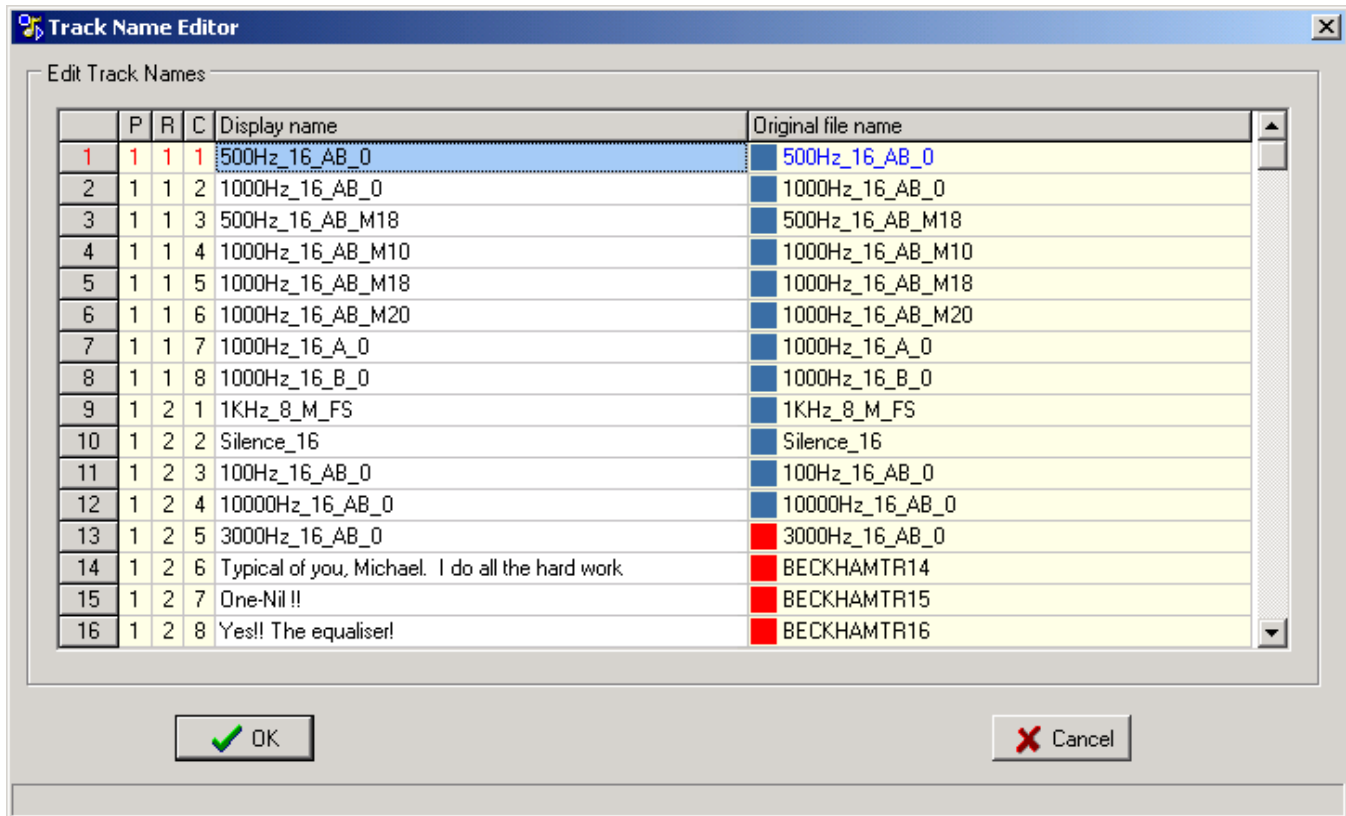 Track Name Editor
Edit Track Names
P R C Display name Original file name
1 1 1 1 500Hz_16_AB_0 500Hz_16_AB_0
2 1 1 2 1000Hz_16_AB_0 1000Hz_16_AB_0
3 1 1 3 500Hz_16_AB_M18 500Hz_16_AB_M18
4 1 1 4 1000Hz_16_AB_M10 1000Hz_16_AB_M10
5 1 1 5 1000Hz_16_AB_M18 1000Hz_16_AB_M18
6 1 1 6 1000Hz_16_AB_M20 1000Hz_16_AB_M20
7 1 1 7 1000Hz_16_A_0 1000Hz_16_A_0
8 1 1 8 1000Hz_16_B_0 1000Hz_16_B_0
9 1 2 1 1KHz_8_M_FS 1KHz_8_M_FS
10 1 2 2 Silence_16 Silence_16
11 1 2 3 100Hz_16_AB_0 100Hz_16_AB_0
12 1 2 4 10000Hz_16_AB_0 10000Hz_16_AB_0
13 1 2 5 3000Hz_16_AB_0 3000Hz_16_AB_0
14 1 2 6 Typical of you, Michael.  I do all the hard work BECKHAMTR14
15 1 2 7 One-Nil !! BECKHAMTR15
16 1 2 8 Yes!! The equaliser! BECKHAMTR16
OK Cancel